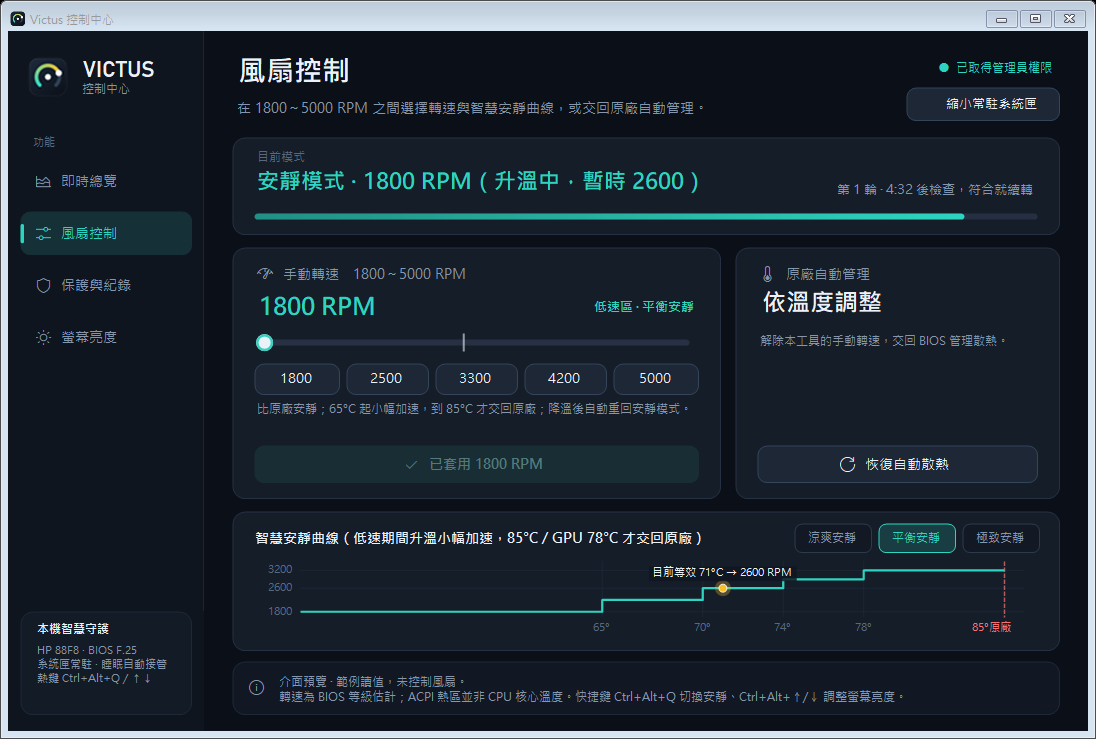 Victus 控制中心
VICTUS
控制中心
功能
即時總覽
風扇控制
保護與紀錄
螢幕亮度
本機智慧守護
HP 88F8 · BIOS F.25
系統匣常駐 · 睡眠自動接管
熱鍵 Ctrl+Alt+Q / ↑ ↓
風扇控制
在 1800～5000 RPM 之間選擇轉速與智慧安靜曲線，或交回原廠自動管理。
已取得管理員權限
縮小常駐系統匣
目前模式
安靜模式 · 1800 RPM（升溫中．暫時 2600）
第 1 輪 · 4:32 後檢查，符合就續轉
手動轉速 1800～5000 RPM
1800 RPM
低速區 · 平衡安靜
1800 2500 3300 4200 5000
比原廠安靜；65°C 起小幅加速，到 85°C 才交回原廠；降溫後自動重回安靜模式。
已套用 1800 RPM
原廠自動管理
依溫度調整
解除本工具的手動轉速，交回 BIOS 管理散熱。
恢復自動散熱
智慧安靜曲線（低速期間升溫小幅加速，85°C / GPU 78°C 才交回原廠）
涼爽安靜 平衡安靜 極致安靜
目前等效 71°C → 2600 RPM
3200
2600
1800
65° 70° 74° 78° 85°原廠
介面預覽 · 範例讀值，未控制風扇。
轉速為 BIOS 等級估計；ACPI 熱區並非 CPU 核心溫度。快捷鍵 Ctrl+Alt+Q 切換安靜、Ctrl+Alt+↑/↓ 調整螢幕亮度。